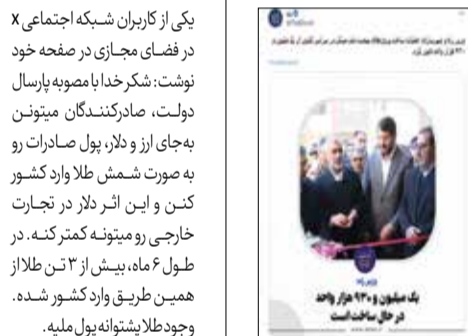 یکی از کاربران شبکه اجتماعی x
در فضای مجازی در صفحه خود
نوشت: شکر خدا با مصوبه پارسال
دولت، صادرکنندگان میتونن
به‌جای ارز و دلار، پول صادرات رو
به صورت شمش طلا وارد کشور
کنن و این اثر دلار در تجارت
خارجی رو میتونه کمتر کنه. در
طول ۶ ماه، بیش از ۳ تن طلا از
همین طریق وارد کشور شده.
وجود طلا پشتوانه پول ملیه.
وزیر راه
یک میلیون و ۹۳۰ هزار واحد
در حال ساخت است